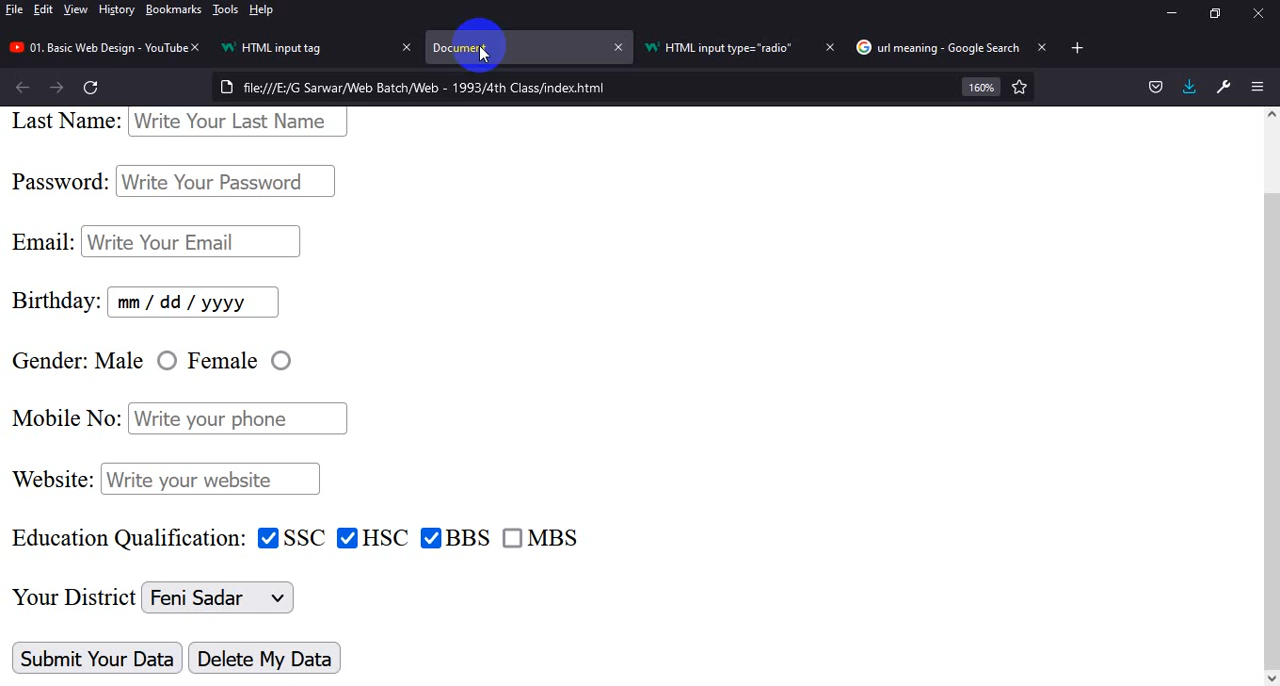 File Edit View History Bookmarks Tools Help
01. Basic Web Design - YouTube HTML input tag Document HTML input type="radio" url meaning - Google Search
file:///E:/G Sarwar/Web Batch/Web - 1993/4th Class/index.html 160%
Last Name: Write Your Last Name
Password: Write Your Password
Email: Write Your Email
Birthday: mm / dd / yyyy
Gender: Male Female
Mobile No: Write your phone
Website: Write your website
Education Qualification: SSC HSC BBS MBS
Your District Feni Sadar
Submit Your Data Delete My Data